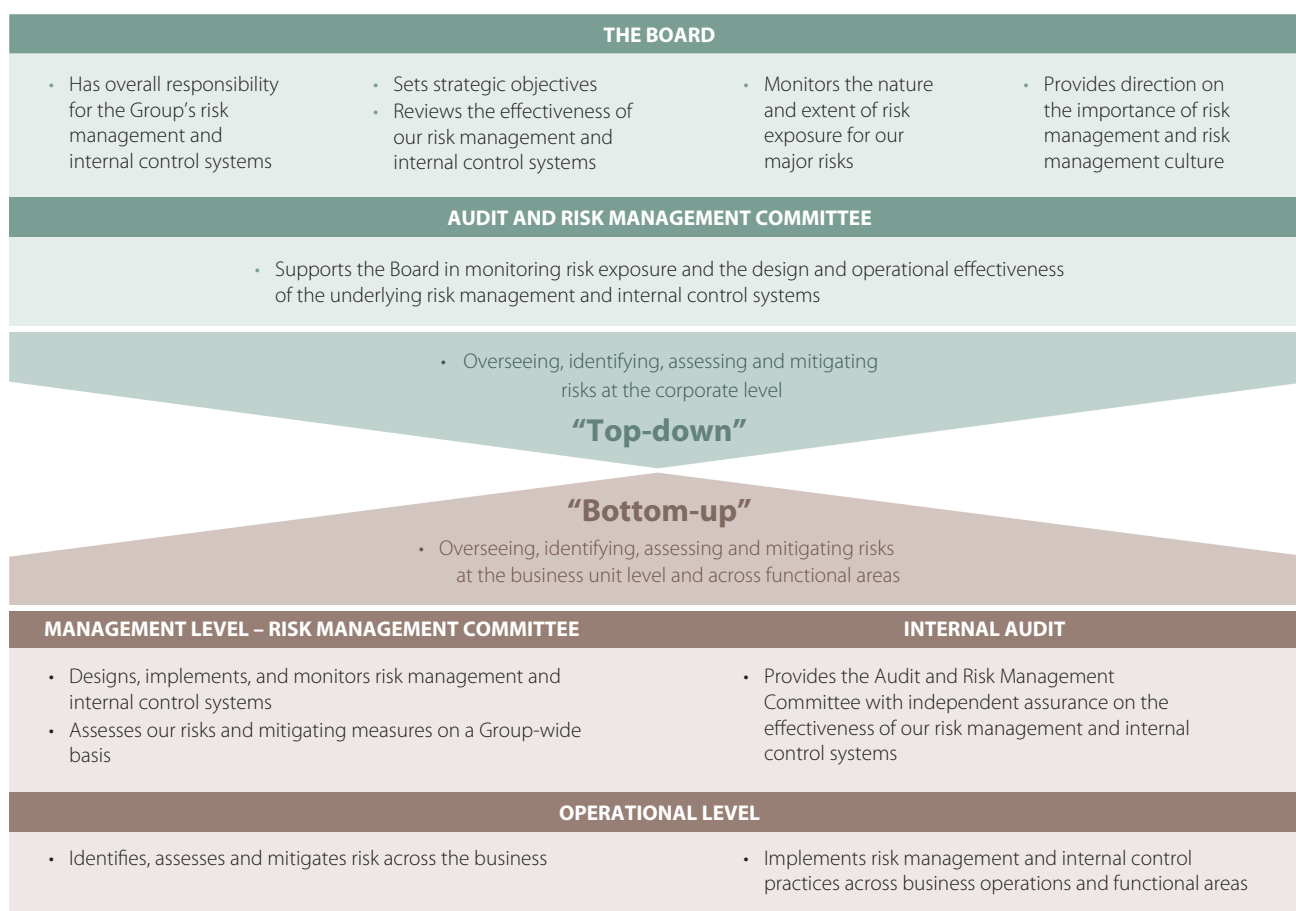 THE BOARD
• Has overall responsibility
for the Group’s risk
management and
internal control systems
• Sets strategic objectives
• Reviews the effectiveness of
our risk management and
internal control systems
• Monitors the nature
and extent of risk
exposure for our
major risks
• Provides direction on
the importance of risk
management and risk
management culture
AUDIT AND RISK MANAGEMENT COMMITTEE
• Supports the Board in monitoring risk exposure and the design and operational effectiveness
of the underlying risk management and internal control systems
• Overseeing, identifying, assessing and mitigating
risks at the corporate level
“Top-down”
“Bottom-up”
• Overseeing, identifying, assessing and mitigating risks
at the business unit level and across functional areas
MANAGEMENT LEVEL – RISK MANAGEMENT COMMITTEE
• Designs, implements, and monitors risk management and
internal control systems
• Assesses our risks and mitigating measures on a Group-wide
basis
INTERNAL AUDIT
• Provides the Audit and Risk Management
Committee with independent assurance on the
effectiveness of our risk management and internal
control systems
OPERATIONAL LEVEL
• Identifies, assesses and mitigates risk across the business
• Implements risk management and internal control
practices across business operations and functional areas